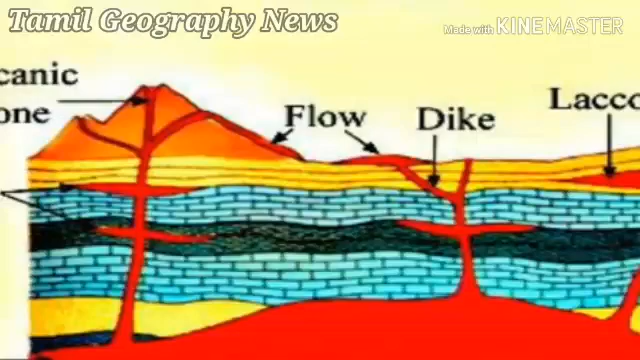 Tamil Geography News
Made with KINEMASTER
canic
one
Flow
Dike
Lacco